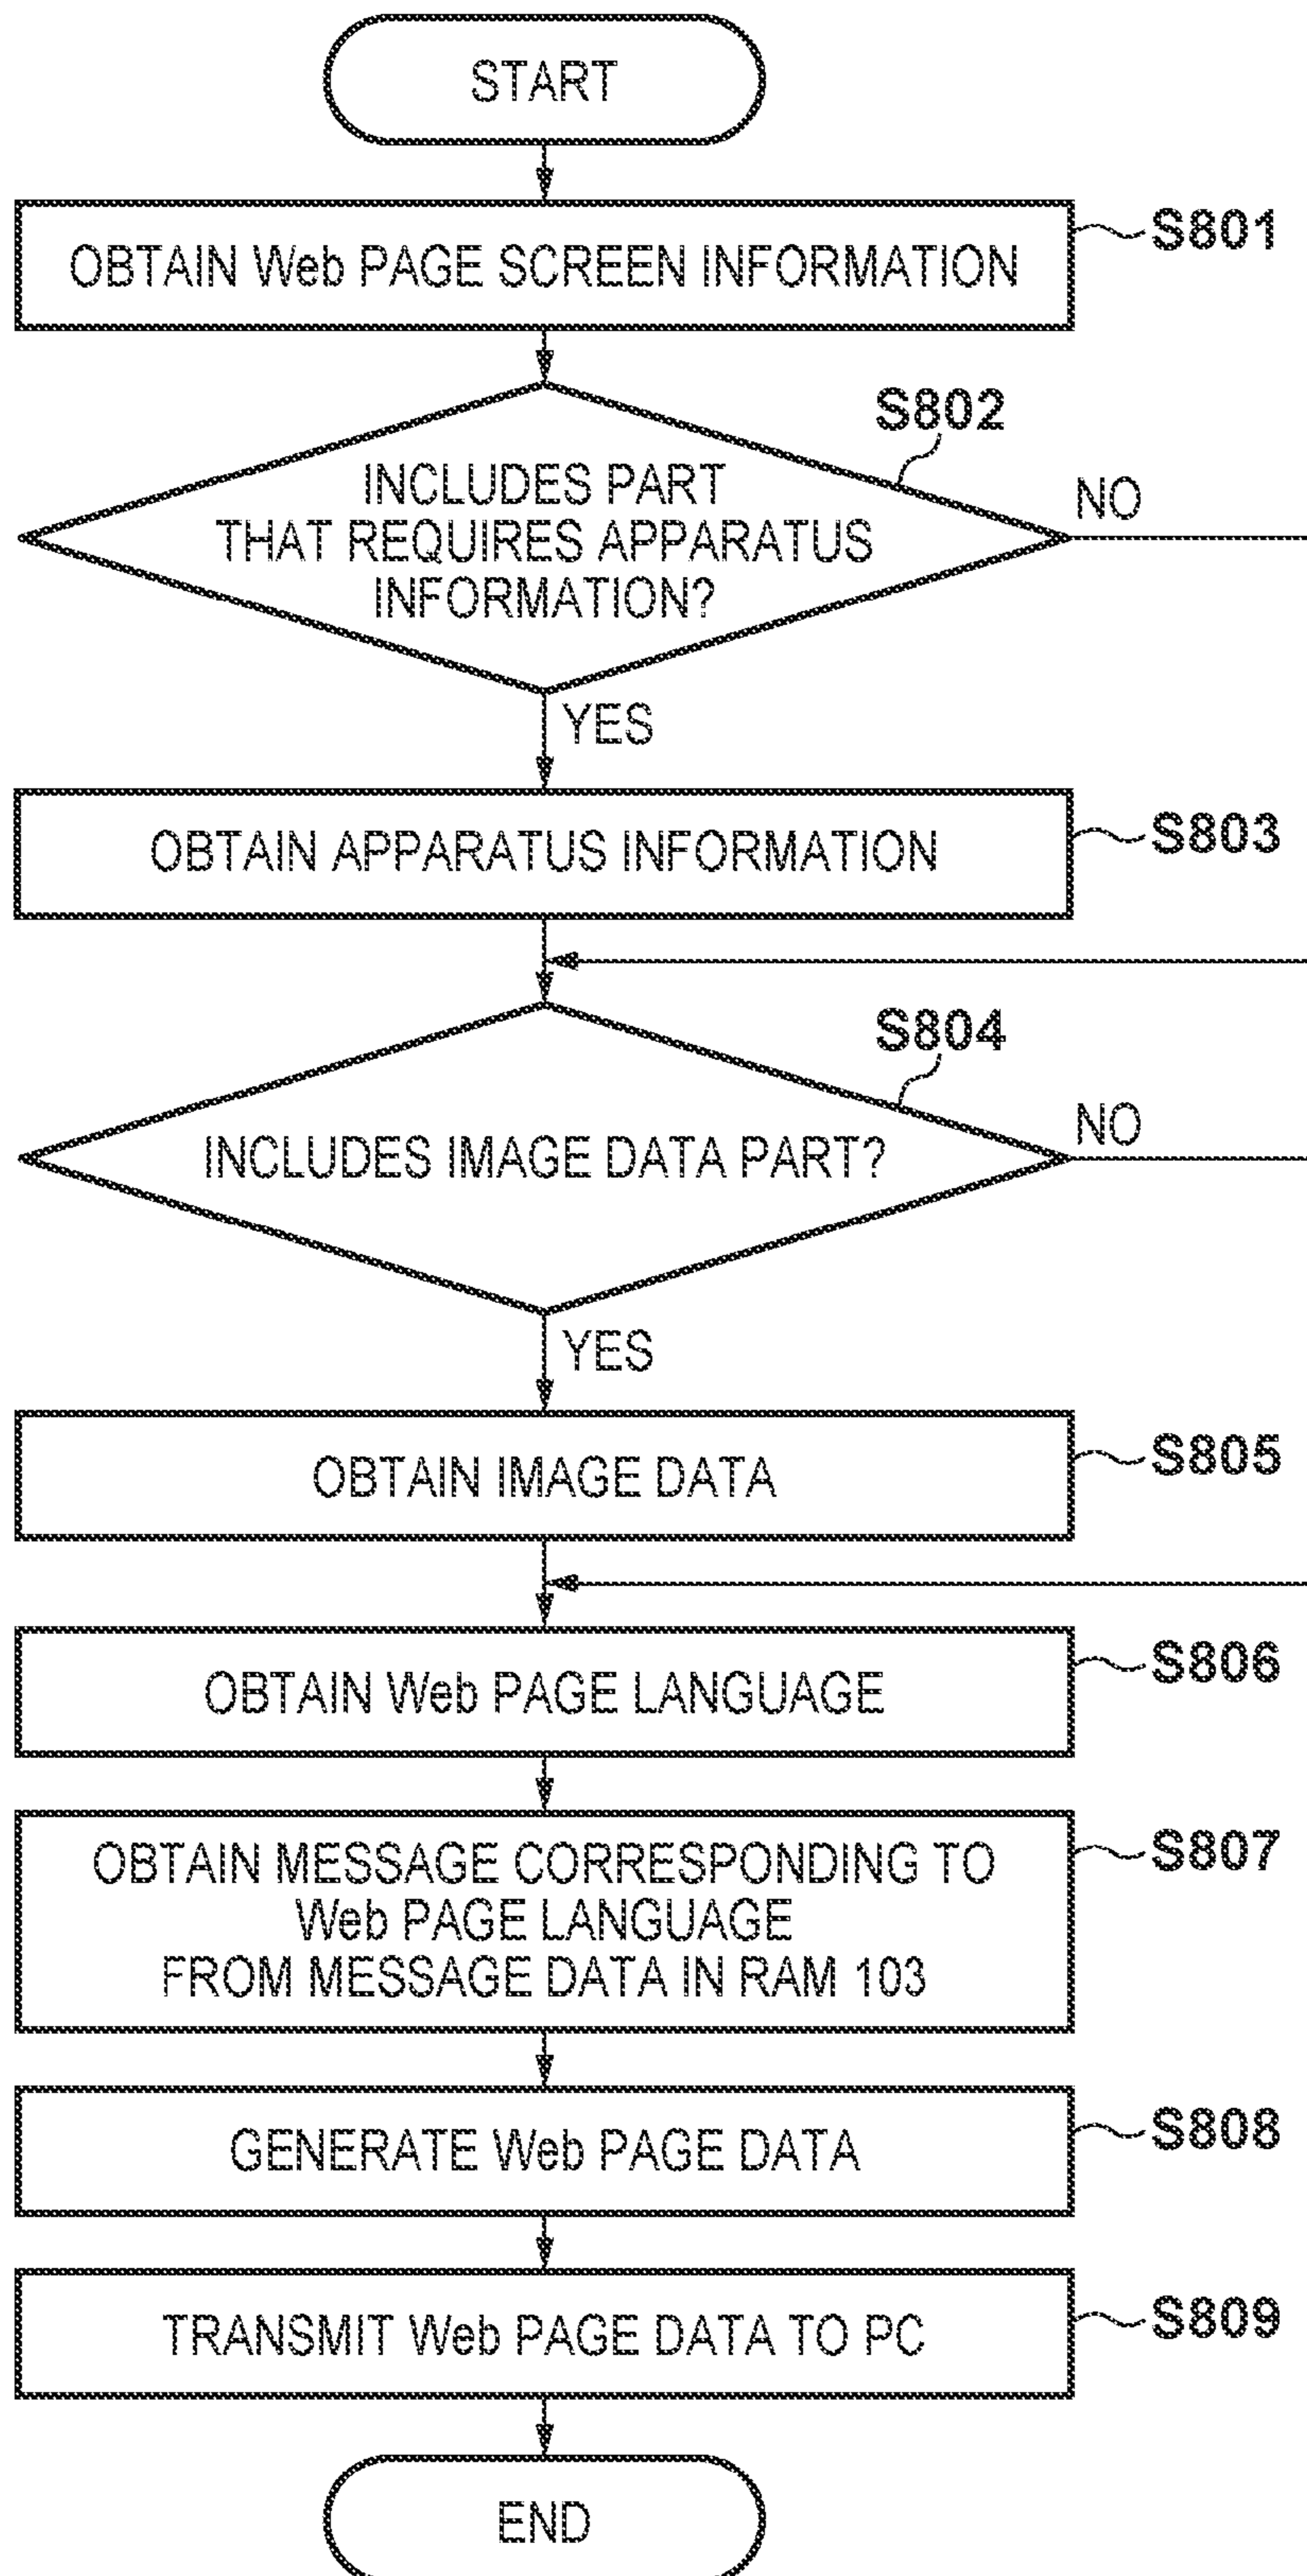 START
OBTAIN Web PAGE SCREEN INFORMATION
S801
S802
INCLUDES PART
THAT REQUIRES APPARATUS
INFORMATION?
NO
YES
OBTAIN APPARATUS INFORMATION
S803
S804
INCLUDES IMAGE DATA PART?
NO
YES
OBTAIN IMAGE DATA
S805
OBTAIN Web PAGE LANGUAGE
S806
OBTAIN MESSAGE CORRESPONDING TO
Web PAGE LANGUAGE
FROM MESSAGE DATA IN RAM 103
S807
GENERATE Web PAGE DATA
S808
TRANSMIT Web PAGE DATA TO PC
S809
END